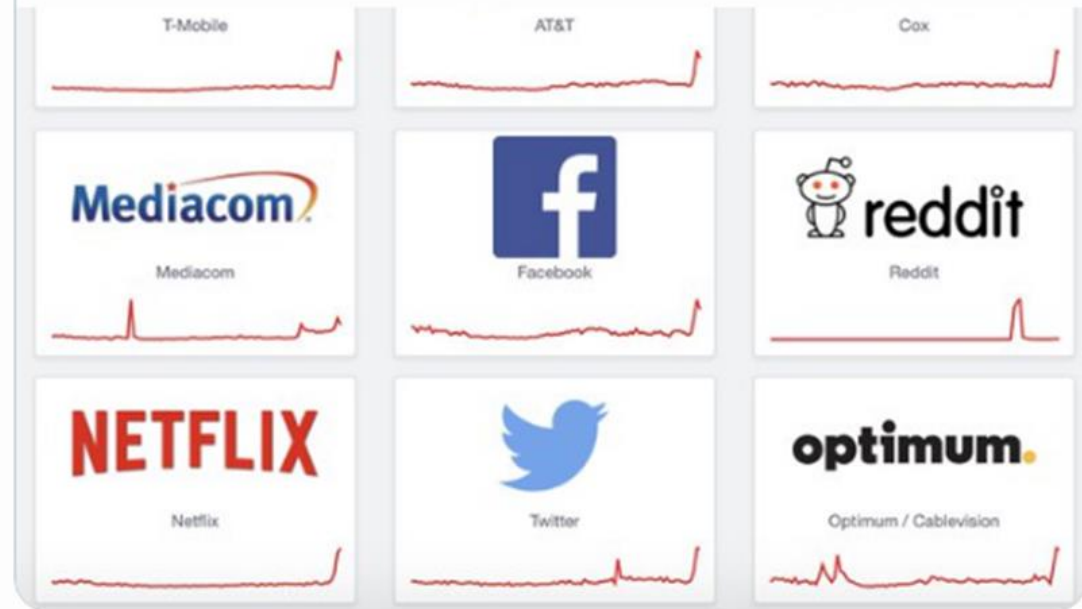 T-Mobile
AT&T
Cox
Mediacom
Mediacom
f
Facebook
reddit
Reddit
NETFLIX
Netflix
Twitter
optimum.
Optimum / Cablevision